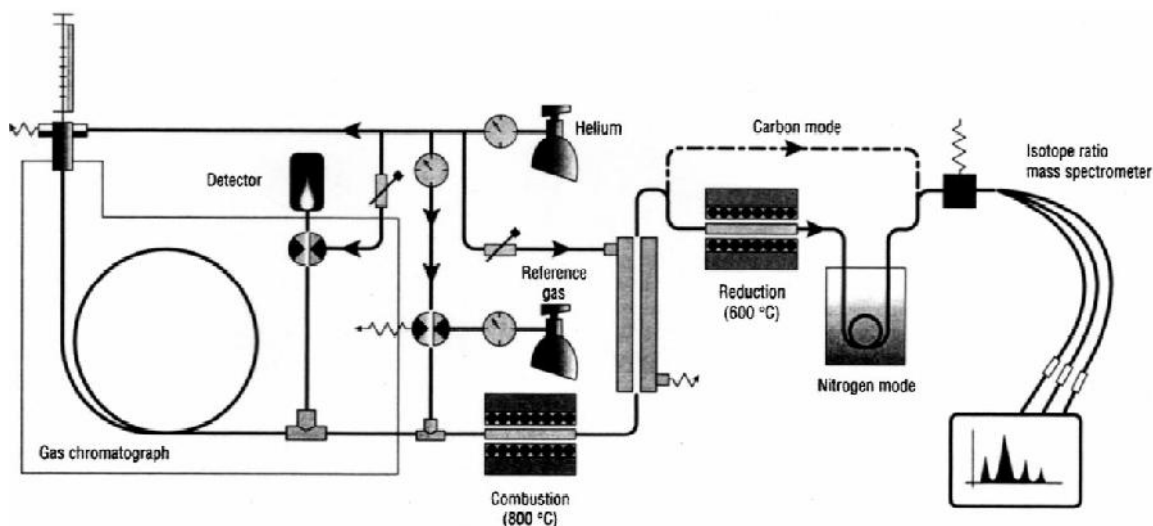 Helium
Carbon mode
Isotope ratio
mass spectrometer
Detector
Reference
gas
Reduction
(600 °C)
Nitrogen mode
Gas chromatograph
Combustion
(800 °C)